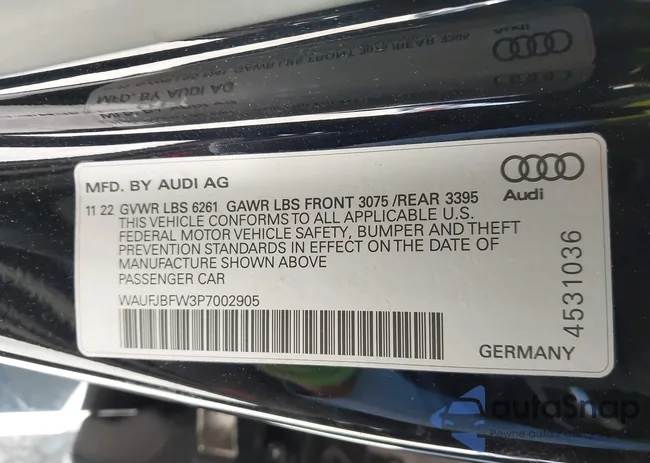 MFD. BY AUDI AG
11 22 GVWR LBS 6261 GAWR LBS FRONT 3075 /REAR 3395
THIS VEHICLE CONFORMS TO ALL APPLICABLE U.S.
FEDERAL MOTOR VEHICLE SAFETY, BUMPER AND THEFT
PREVENTION STANDARDS IN EFFECT ON THE DATE OF
MANUFACTURE SHOWN ABOVE
PASSENGER CAR
WAUFJBFW3P7002905
Audi
4531036
GERMANY
autoSnap